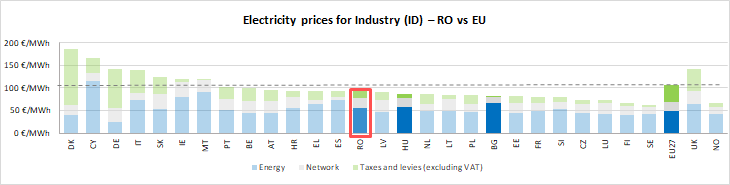 Electricity prices for Industry (ID) – RO vs EU
200 €/MWh
150 €/MWh
100 €/MWh
50 €/MWh
0 €/MWh
DK CY DE IT SK IE MT PT BE AT HR EL ES RO LV HU NL LT PL BG EE FR SI CZ LU FI SE EU27 UK NO
Energy Network Taxes and levies (excluding VAT)